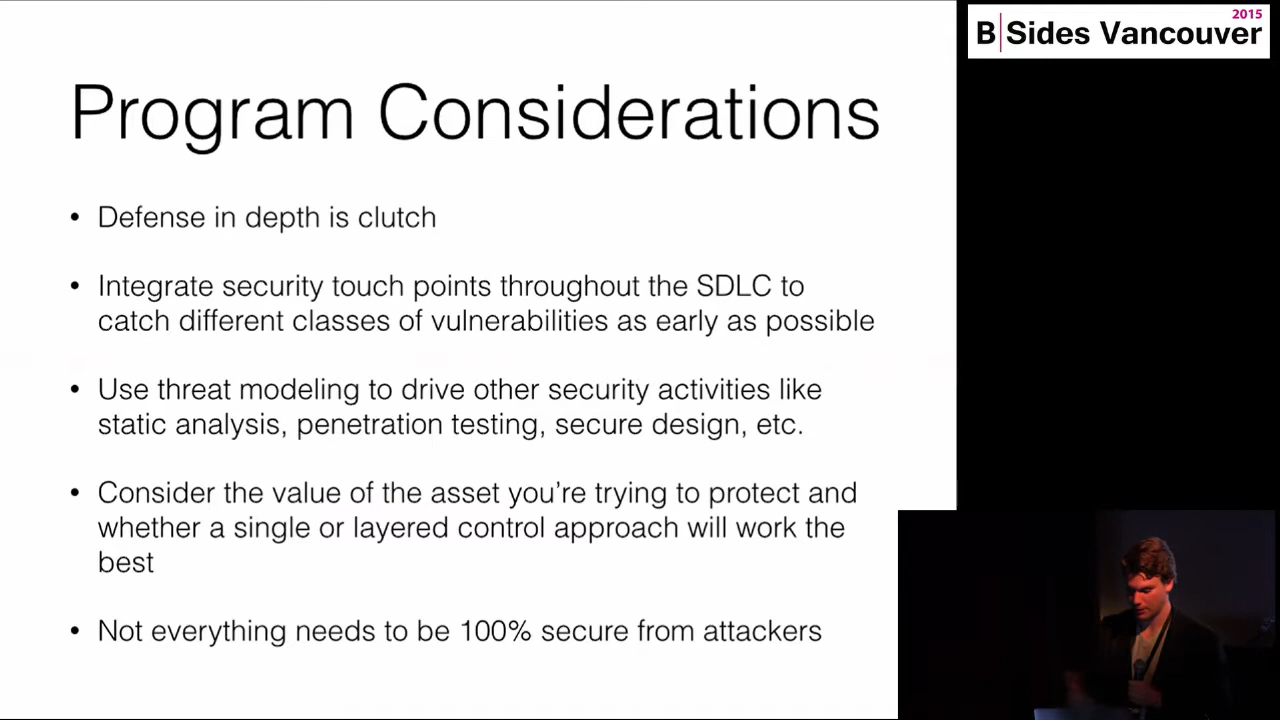 2015
B Sides Vancouver
Program Considerations
• Defense in depth is clutch
• Integrate security touch points throughout the SDLC to
catch different classes of vulnerabilities as early as possible
• Use threat modeling to drive other security activities like
static analysis, penetration testing, secure design, etc.
• Consider the value of the asset you’re trying to protect and
whether a single or layered control approach will work the
best
• Not everything needs to be 100% secure from attackers